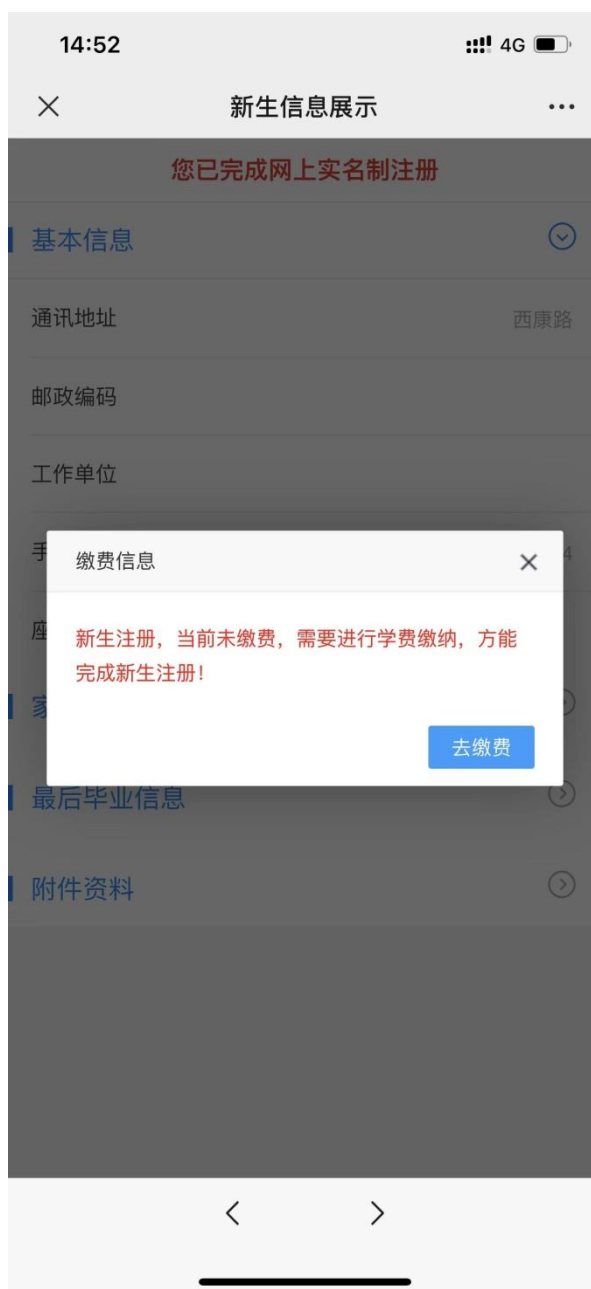 14:52
4G
新生信息展示
您已完成网上实名制注册
基本信息
通讯地址
西康路
邮政编码
工作单位
手
4
缴费信息
座
新生注册，当前未缴费，需要进行学费缴纳，方能
完成新生注册！
家
去缴费
最后毕业信息
附件资料